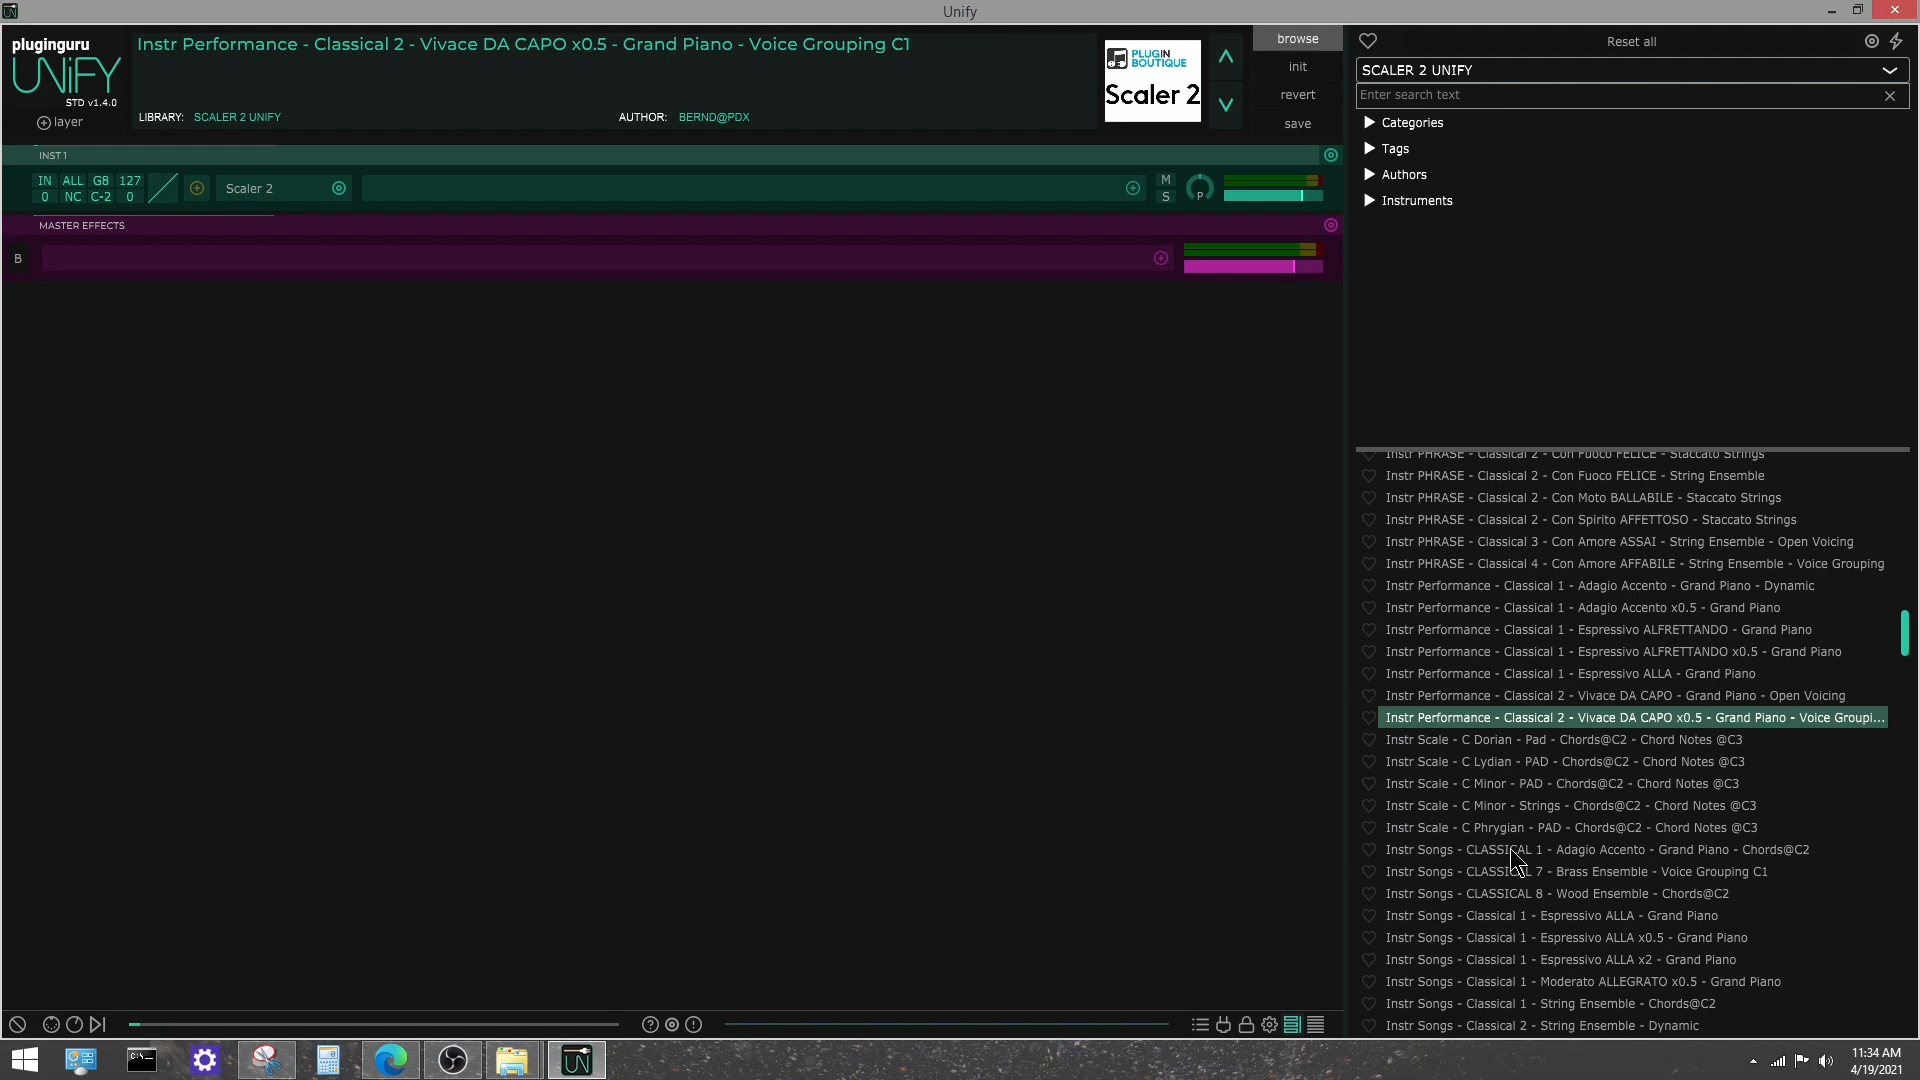 Unify
pluginguru
UNIFY
STD v1.4.0
layer
Instr Performance - Classical 2 - Vivace DA CAPO x0.5 - Grand Piano - Voice Grouping C1
LIBRARY: SCALER 2 UNIFY
AUTHOR: BERND@PDX
PLUGIN
BOUTIQUE
Scaler 2
browse
init
revert
save
INST 1
IN ALL G8 127
0 NC C-2 0
Scaler 2
M
S
P
MASTER EFFECTS
B
Reset all
SCALER 2 UNIFY
Enter search text
Categories
Tags
Authors
Instruments
Instr PHRASE - Classical 2 - Con Fuoco FELICE - Staccato Strings
Instr PHRASE - Classical 2 - Con Fuoco FELICE - String Ensemble
Instr PHRASE - Classical 2 - Con Moto BALLABILE - Staccato Strings
Instr PHRASE - Classical 2 - Con Spirito AFFETTOSO - Staccato Strings
Instr PHRASE - Classical 3 - Con Amore ASSAI - String Ensemble - Open Voicing
Instr PHRASE - Classical 4 - Con Amore AFFABILE - String Ensemble - Voice Grouping
Instr Performance - Classical 1 - Adagio Accento - Grand Piano - Dynamic
Instr Performance - Classical 1 - Adagio Accento x0.5 - Grand Piano
Instr Performance - Classical 1 - Espressivo ALFRETTANDO - Grand Piano
Instr Performance - Classical 1 - Espressivo ALFRETTANDO x0.5 - Grand Piano
Instr Performance - Classical 1 - Espressivo ALLA - Grand Piano
Instr Performance - Classical 2 - Vivace DA CAPO - Grand Piano - Open Voicing
Instr Performance - Classical 2 - Vivace DA CAPO x0.5 - Grand Piano - Voice Groupi...
Instr Scale - C Dorian - Pad - Chords@C2 - Chord Notes @C3
Instr Scale - C Lydian - PAD - Chords@C2 - Chord Notes @C3
Instr Scale - C Minor - PAD - Chords@C2 - Chord Notes @C3
Instr Scale - C Minor - Strings - Chords@C2 - Chord Notes @C3
Instr Scale - C Phrygian - PAD - Chords@C2 - Chord Notes @C3
Instr Songs - CLASSICAL 1 - Adagio Accento - Grand Piano - Chords@C2
Instr Songs - CLASSICAL 7 - Brass Ensemble - Voice Grouping C1
Instr Songs - CLASSICAL 8 - Wood Ensemble - Chords@C2
Instr Songs - Classical 1 - Espressivo ALLA - Grand Piano
Instr Songs - Classical 1 - Espressivo ALLA x0.5 - Grand Piano
Instr Songs - Classical 1 - Espressivo ALLA x2 - Grand Piano
Instr Songs - Classical 1 - Moderato ALLEGRATO x0.5 - Grand Piano
Instr Songs - Classical 1 - String Ensemble - Chords@C2
Instr Songs - Classical 2 - String Ensemble - Dynamic
11:34 AM
4/19/2021